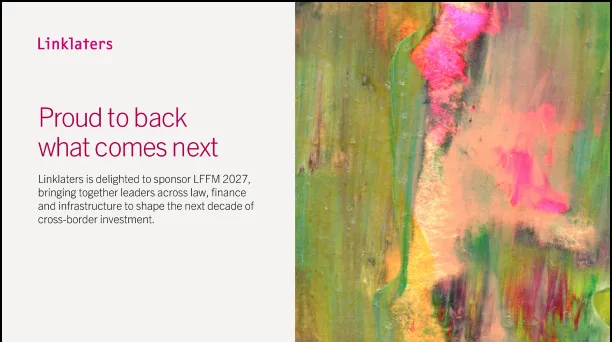 Linklaters
Proud to back
what comes next
Linklaters is delighted to sponsor LFFM 2027,
bringing together leaders across law, finance
and infrastructure to shape the next decade of
cross-border investment.